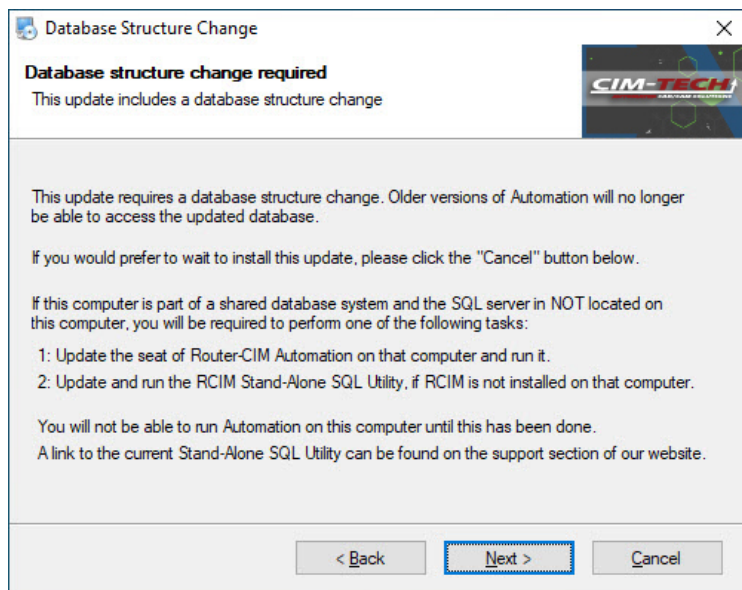 Database Structure Change
Database structure change required
This update includes a database structure change
CIM-TECH
CAD/CAM SOLUTIONS
This update requires a database structure change. Older versions of Automation will no longer
be able to access the updated database.
If you would prefer to wait to install this update, please click the "Cancel" button below.
If this computer is part of a shared database system and the SQL server in NOT located on
this computer, you will be required to perform one of the following tasks:
1: Update the seat of Router-CIM Automation on that computer and run it.
2: Update and run the RCIM Stand-Alone SQL Utility, if RCIM is not installed on that computer.
You will not be able to run Automation on this computer until this has been done.
A link to the current Stand-Alone SQL Utility can be found on the support section of our website.
< Back
Next >
Cancel